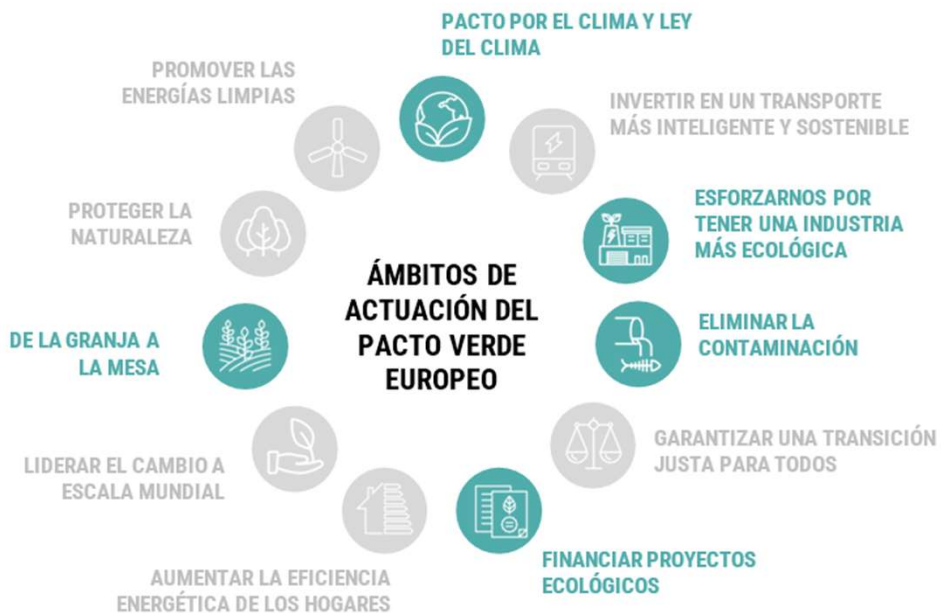 PACTO POR EL CLIMA Y LEY
DEL CLIMA
PROMOVER LAS
ENERGÍAS LIMPIAS
INVERTIR EN UN TRANSPORTE
MÁS INTELIGENTE Y SOSTENIBLE
PROTEGER LA
NATURALEZA
ESFORZARNOS POR
TENER UNA INDUSTRIA
MÁS ECOLÓGICA
ÁMBITOS DE
ACTUACIÓN DEL
PACTO VERDE
EUROPEO
DE LA GRANJA A
LA MESA
ELIMINAR LA
CONTAMINACIÓN
LIDERAR EL CAMBIO A
ESCALA MUNDIAL
GARANTIZAR UNA TRANSICIÓN
JUSTA PARA TODOS
AUMENTAR LA EFICIENCIA
ENERGÉTICA DE LOS HOGARES
FINANCIAR PROYECTOS
ECOLÓGICOS